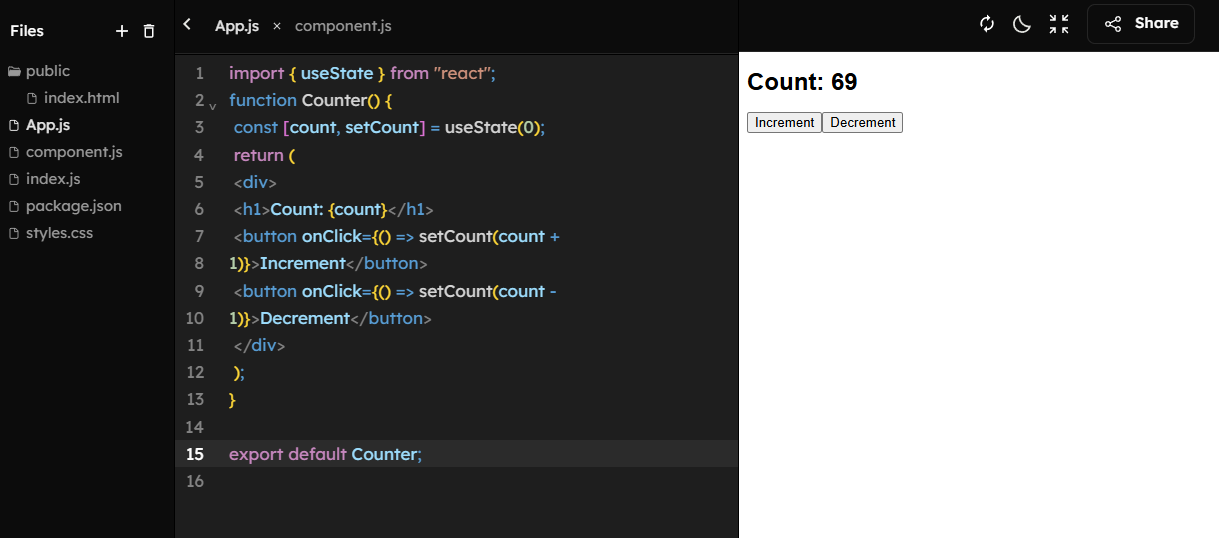 Files
public
index.html
App.js
component.js
index.js
package.json
styles.css
App.js × component.js
1 import { useState } from "react";
2 function Counter() {
3 const [count, setCount] = useState(0);
4 return (
5 <div>
6 <h1>Count: {count}</h1>
7 <button onClick={() => setCount(count +
8 1)}>Increment</button>
9 <button onClick={() => setCount(count -
10 1)}>Decrement</button>
11 </div>
12 );
13 }
14
15 export default Counter;
16
Share
Count: 69
Increment Decrement